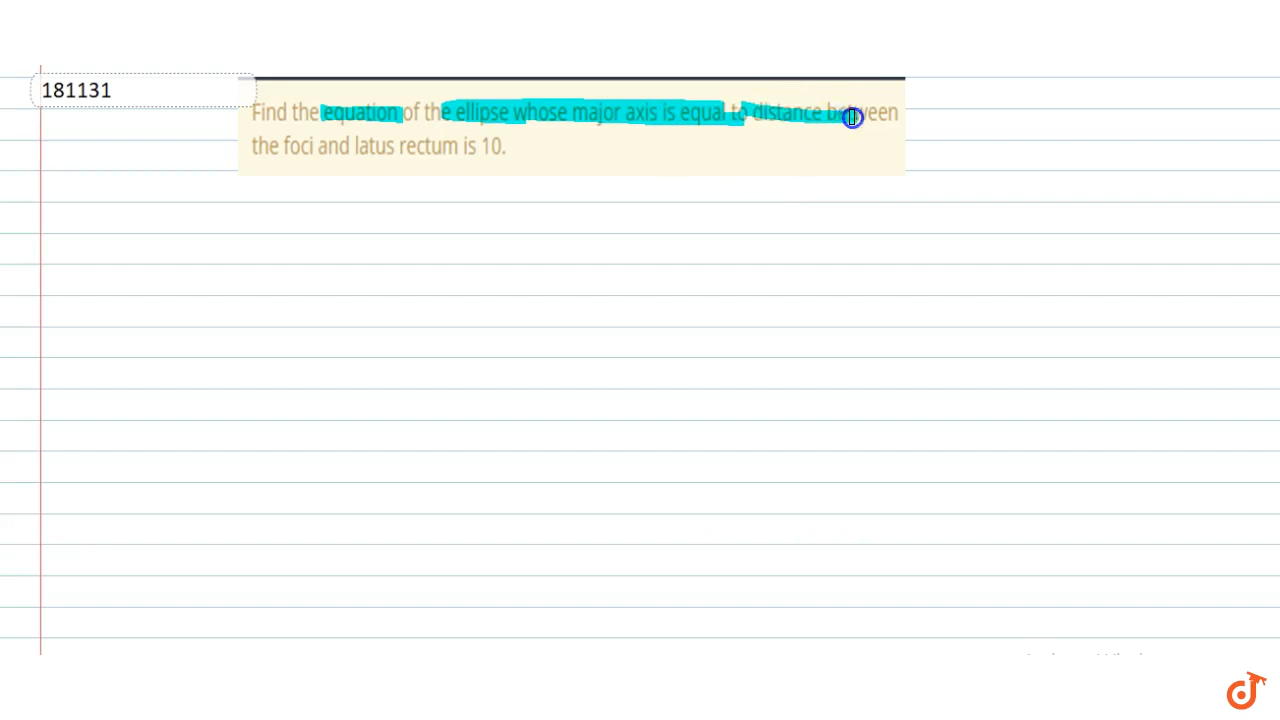 181131
Find the equation of the ellipse whose major axis is equal to distance between
the foci and latus rectum is 10.